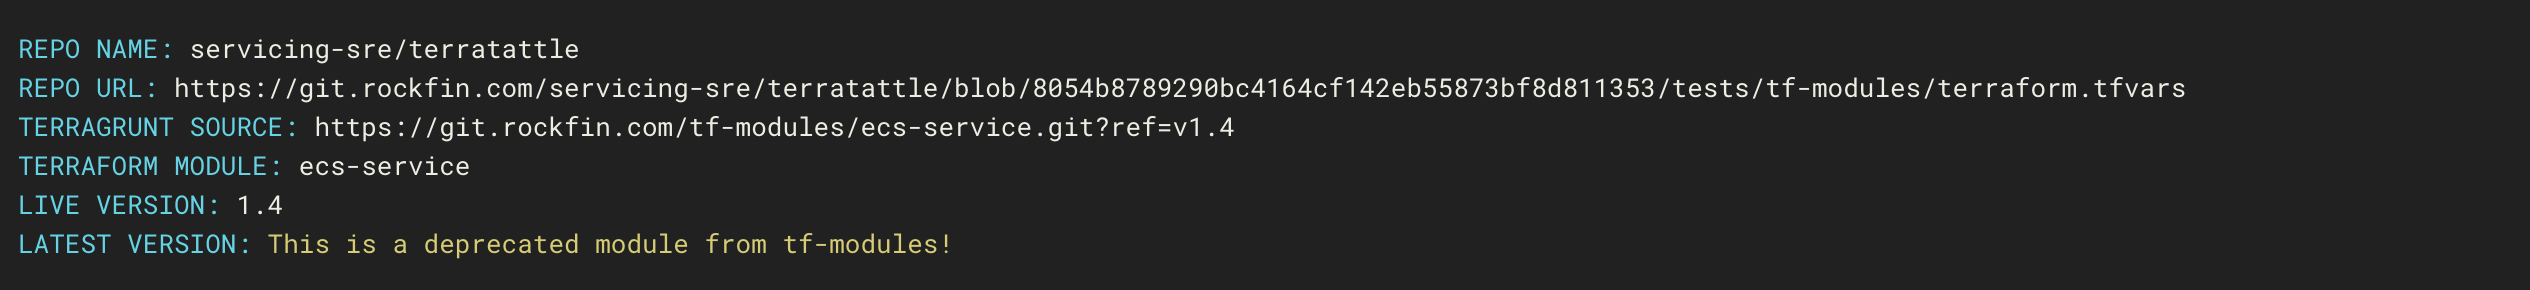 REPO NAME: servicing-sre/terratattle
REPO URL: https://git.rockfin.com/servicing-sre/terratattle/blob/8054b8789290bc4164cf142eb55873bf8d811353/tests/tf-modules/terraform.tfvars
TERRAGRUNT SOURCE: https://git.rockfin.com/tf-modules/ecs-service.git?ref=v1.4
TERRAFORM MODULE: ecs-service
LIVE VERSION: 1.4
LATEST VERSION: This is a deprecated module from tf-modules!